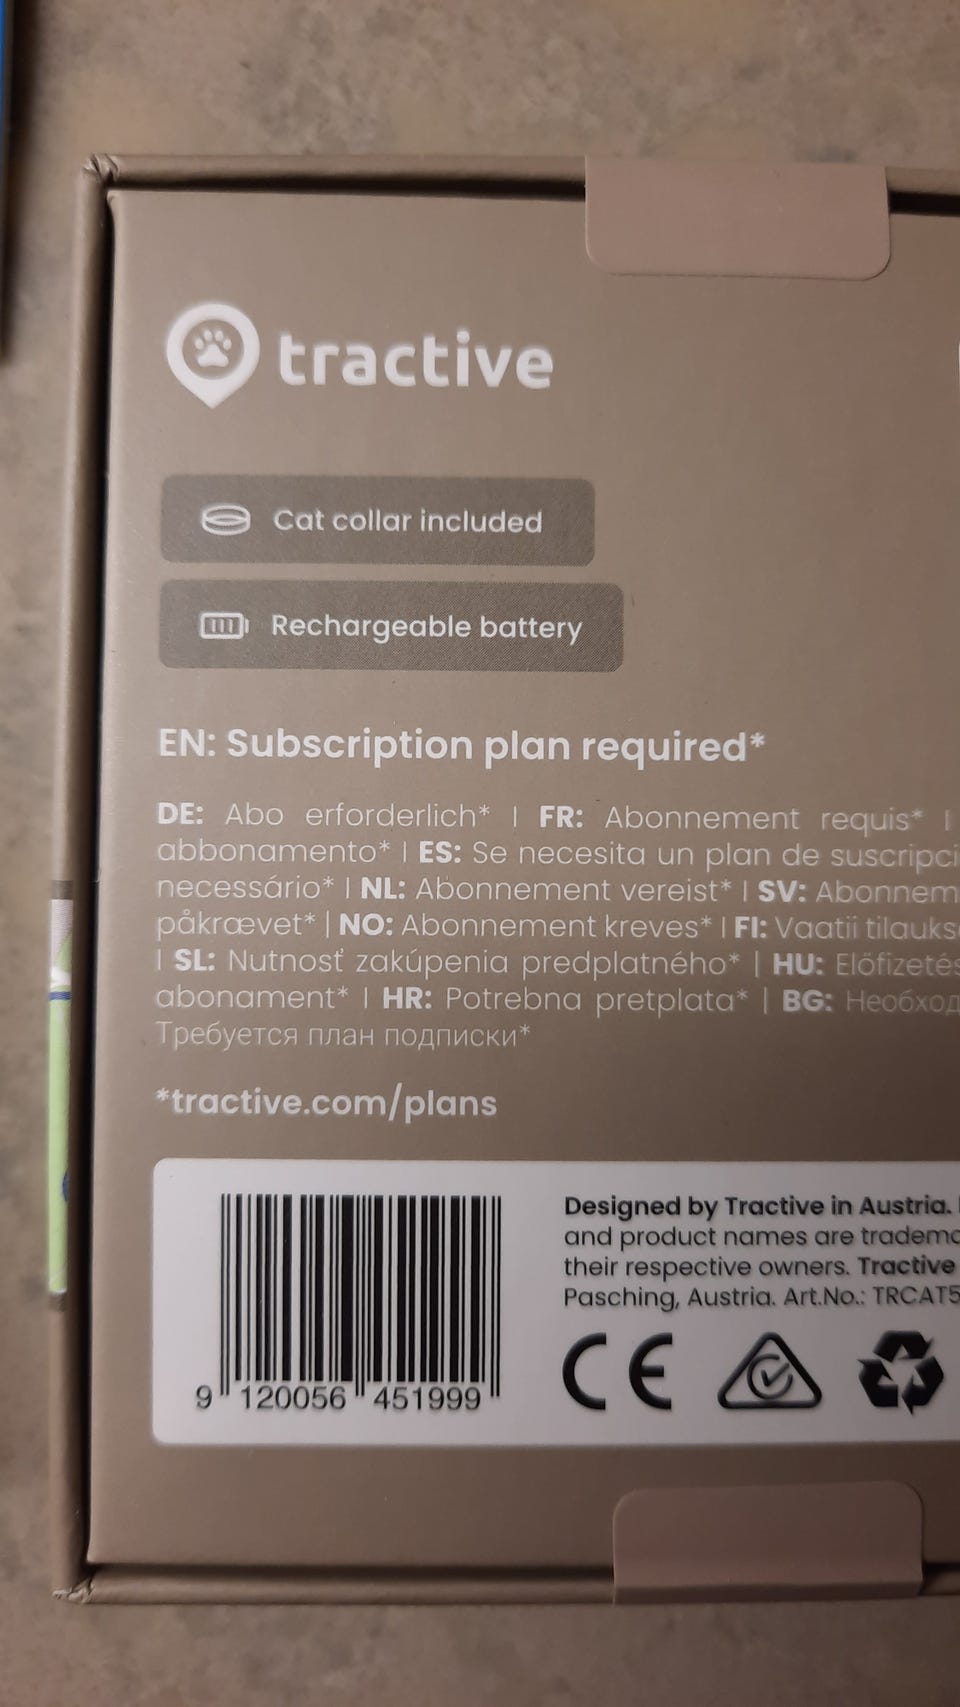 tractive
Cat collar included
Rechargeable battery
EN: Subscription plan required*
DE: Abo erforderlich* | FR: Abonnement requis* |
abbonamento* | ES: Se necesita un plan de suscripci
necessário* | NL: Abonnement vereist* | SV: Abonnem
påkrævet* | NO: Abonnement kreves* | FI: Vaatii tilauks
| SL: Nutnosť zakúpenia predplatného* | HU: Előfizetés
abonament* | HR: Potrebna pretplata* | BG: Необход
Требуется план подписки*
*tractive.com/plans
Designed by Tractive in Austria.
and product names are tradema
their respective owners. Tractive
Pasching, Austria. Art.No.: TRCAT5
CE
9 120056 451999